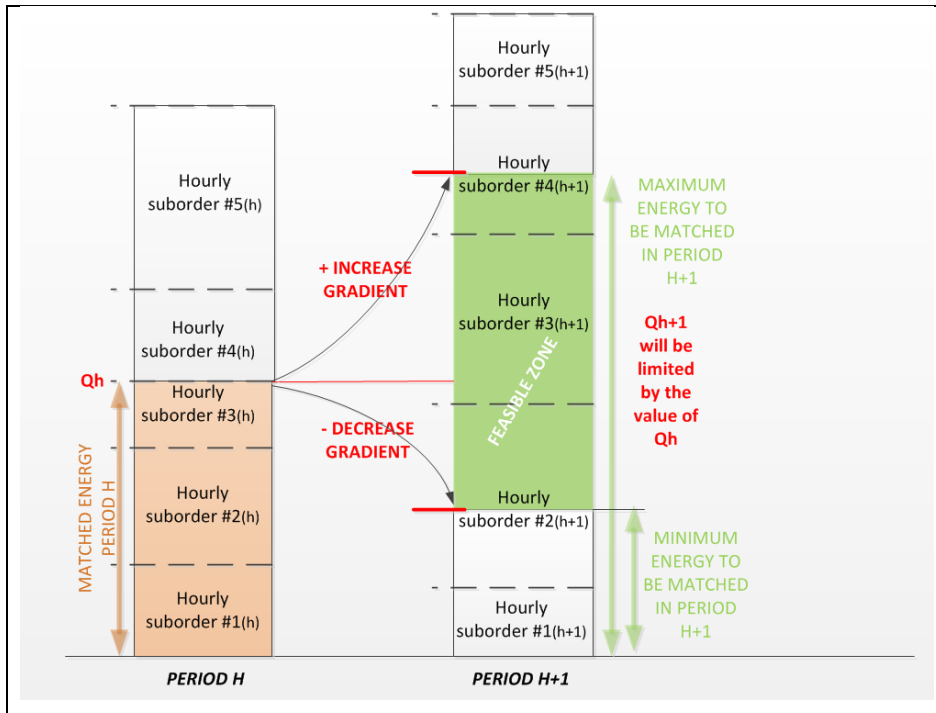 Hourly
suborder #5(h+1)
Hourly
suborder #4(h+1)
Hourly
suborder #3(h+1)
FEASIBLE ZONE
Hourly
suborder #2(h+1)
Hourly
suborder #1(h+1)
PERIOD H+1
Hourly
suborder #5(h)
Hourly
suborder #4(h)
Qh
Hourly
suborder #3(h)
Hourly
suborder #2(h)
Hourly
suborder #1(h)
PERIOD H
MATCHED ENERGY
PERIOD H
+ INCREASE
GRADIENT
- DECREASE
GRADIENT
MAXIMUM
ENERGY TO
BE MATCHED
IN PERIOD
H+1
Qh+1
will be
limited
by the
value of
Qh
MINIMUM
ENERGY TO
BE MATCHED
IN PERIOD
H+1